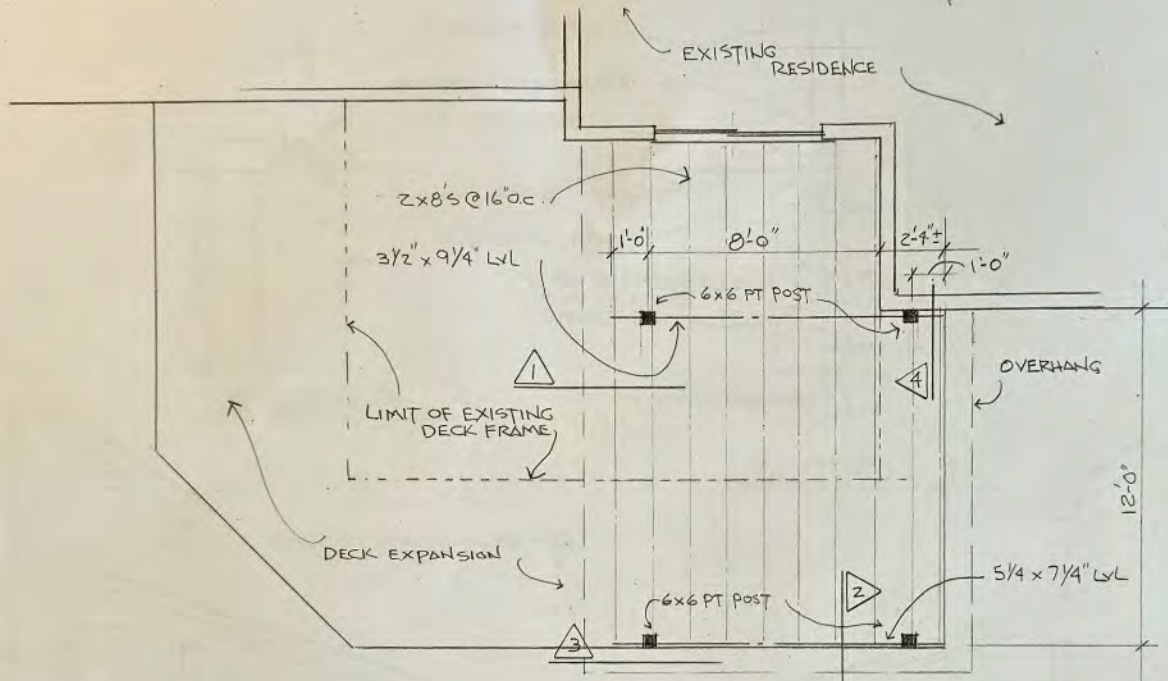 EXISTING
RESIDENCE
2x8'S @ 16" O.C.
3 1/2" x 9 1/4" LVL
1'-0"
8'-0"
2'-4"±
1'-0"
6x6 PT POST
1
4
OVERHANG
LIMIT OF EXISTING
DECK FRAME
12'-0"
DECK EXPANSION
5 1/4 x 7 1/4" LVL
6x6 PT POST
2
3